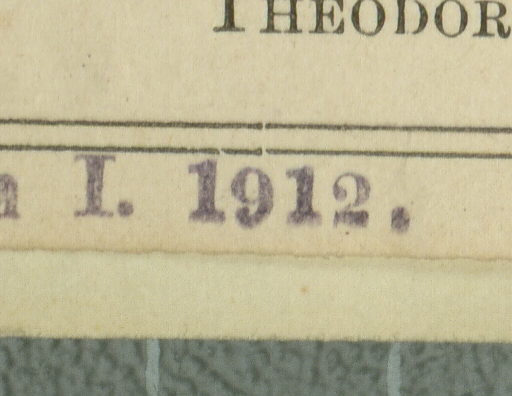 THEODOR
I. 1912.